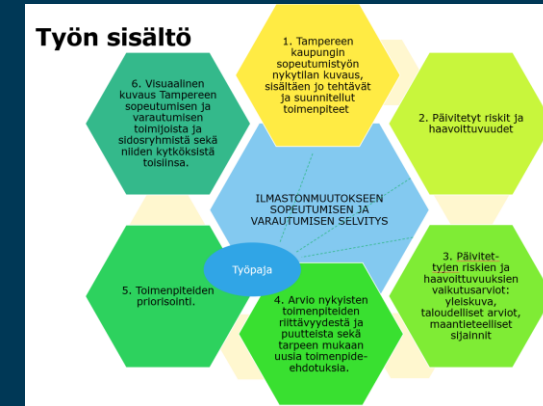 Työn sisältö
1. Tampereen
kaupungin
sopeutumistyön
nykytilan kuvaus,
sisältäen jo tehtävät
ja suunnitellut
toimenpiteet
2. Päivitetyt riskit ja
haavoittuvuudet
3. Päivitet-
tyjen riskien ja
haavoittuvuuksien
vaikutusarviot:
yleiskuva,
taloudelliset arviot,
maantieteelliset
sijainnit
4. Arvio nykyisten
toimenpiteiden
riittävyydestä ja
puutteista sekä
tarpeen mukaan
uusia toimenpide-
ehdotuksia.
5. Toimenpiteiden
priorisointi.
6. Visuaalinen
kuvaus Tampereen
sopeutumisen ja
varautumisen
toimijoista ja
sidosryhmistä sekä
niiden kytköksistä
toisiinsa.
ILMASTONMUUTOKSEEN
SOPEUTUMISEN JA
VARAUTUMISEN SELVITYS
Työpaja